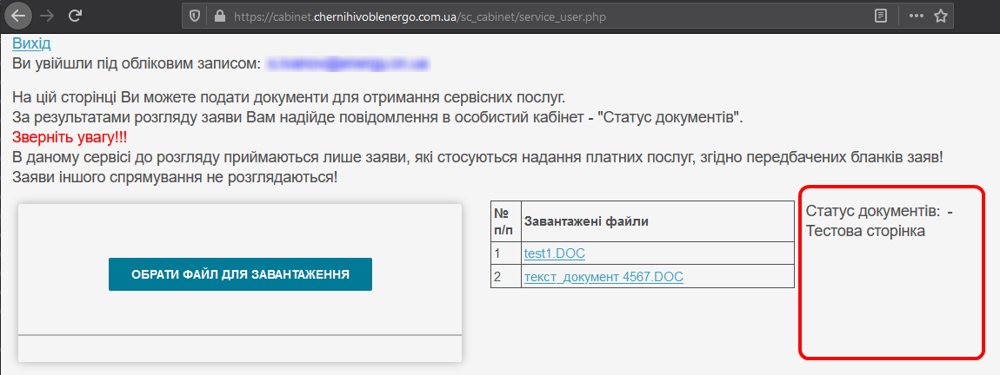 https://cabinet.chernihivoblenergo.com.ua/sc_cabinet/service_user.php
Вихід
Ви увійшли під обліковим записом:
На цій сторінці Ви можете подати документи для отримання сервісних послуг.
За результатами розгляду заяви Вам надійде повідомлення в особистий кабінет - "Статус документів".
Зверніть увагу!!!
В даному сервісі до розгляду приймаються лише заяви, які стосуються надання платних послуг, згідно передбачених бланків заяв!
Заяви іншого спрямування не розглядаються!
ОБРАТИ ФАЙЛ ДЛЯ ЗАВАНТАЖЕННЯ
№ п/п Завантажені файли
1 test1.DOC
2 текст_документ 4567.DOC
Статус документів: -
Тестова сторінка